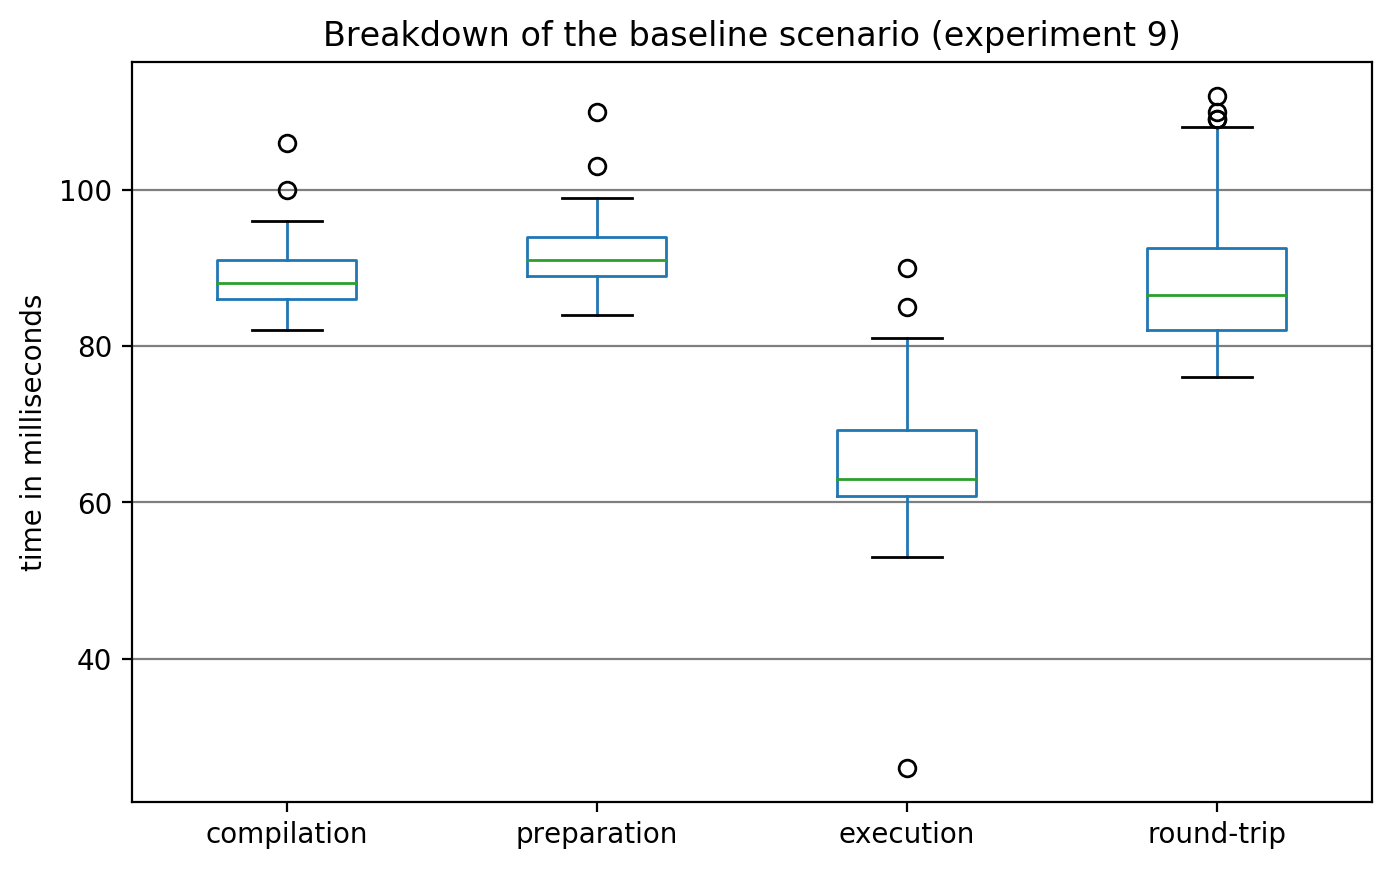 Breakdown of the baseline scenario (experiment 9)
time in milliseconds
100
80
60
40
compilation
preparation
execution
round-trip